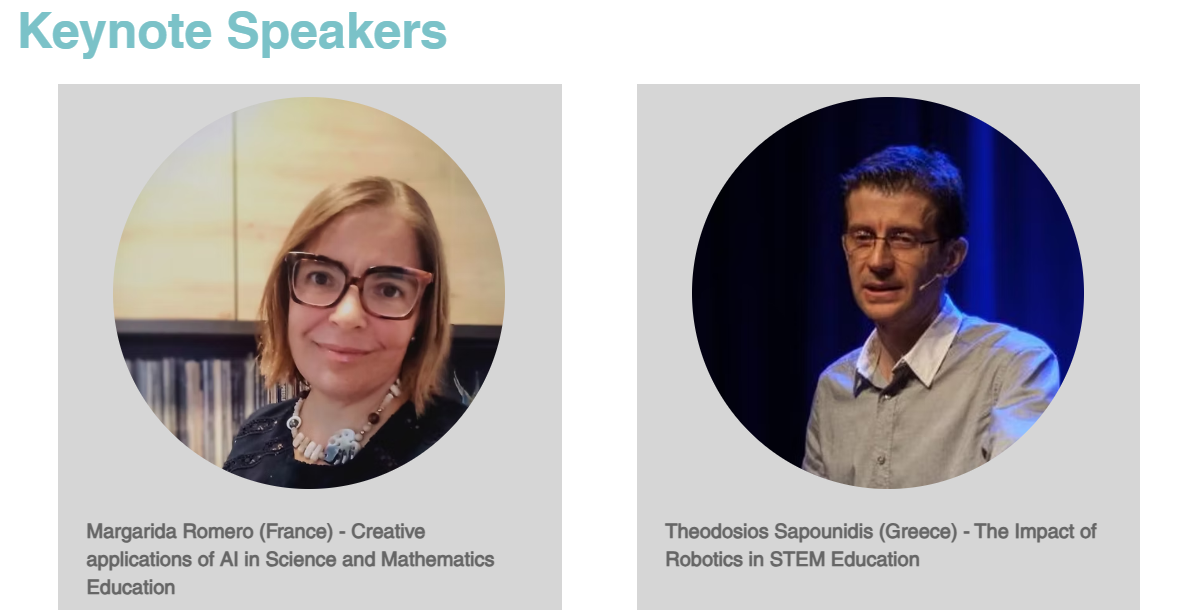 Keynote Speakers
Margarida Romero (France) - Creative
applications of AI in Science and Mathematics
Education
Theodosios Sapounidis (Greece) - The Impact of
Robotics in STEM Education